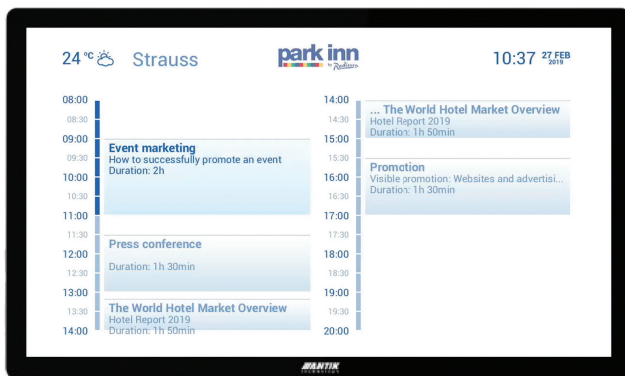 24 °C
Strauss
park inn
by Radisson
10:37
27 FEB
2019
08:00
08:30
09:00
09:30
10:00
10:30
11:00
11:30
12:00
12:30
13:00
13:30
14:00
Event marketing
How to successfully promote an event
Duration: 2h
Press conference
Duration: 1h 30min
The World Hotel Market Overview
Hotel Report 2019
Duration: 1h 50min
14:00
14:30
15:00
15:30
16:00
16:30
17:00
17:30
18:00
18:30
19:00
19:30
20:00
... The World Hotel Market Overview
Hotel Report 2019
Duration: 1h 50min
Promotion
Visible promotion: Websites and advertisi...
Duration: 1h 30min
ANTIK
TECHNOLOGY